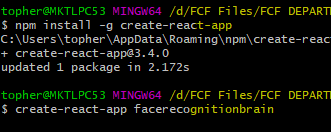 topher@MKTLPC53 MINGW64 /d/FCF Files/FCF DEPART
$ npm install -g create-react-app
C:\Users\topher\AppData\Roaming\npm\create-reac
+ create-react-app@3.4.0
updated 1 package in 2.172s
topher@MKTLPC53 MINGW64 /d/FCF Files/FCF DEPART
$ create-react-app facerecognitionbrain